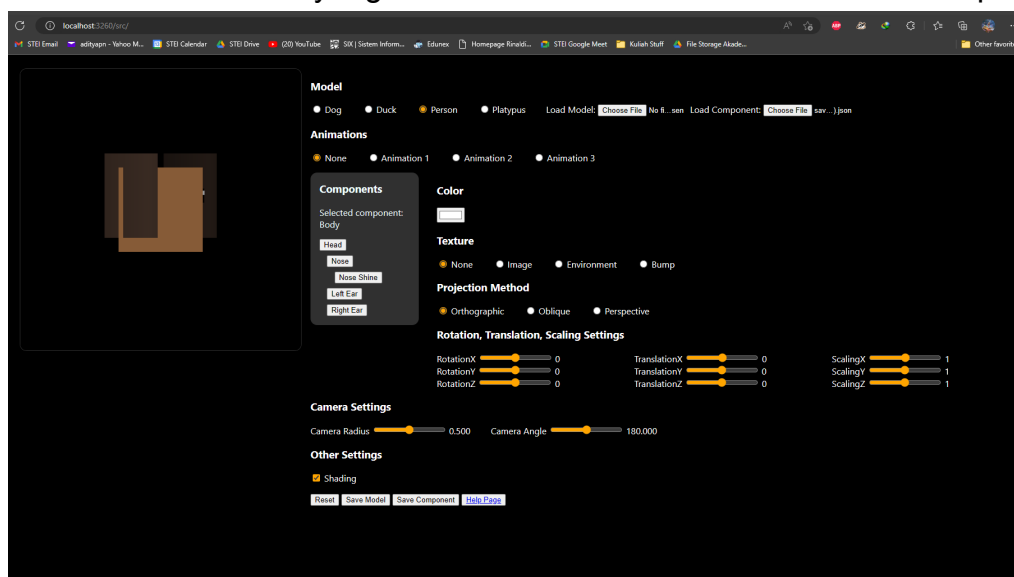 localhost:3260/src/
STEI Email adityapn - Yahoo M... STEI Calendar STEI Drive (20) YouTube SIX | Sistem Inform... Edunex Homepage Rinaldi... STEI Google Meet Kuliah Stuff File Storage Akade... Other favorit
Model
Dog Duck Person Platypus Load Model: Choose File No fi...sen Load Component: Choose File sav...).json
Animations
None Animation 1 Animation 2 Animation 3
Components
Selected component:
Body
Head
Nose
Nose Shine
Left Ear
Right Ear
Color
Texture
None Image Environment Bump
Projection Method
Orthographic Oblique Perspective
Rotation, Translation, Scaling Settings
RotationX 0 TranslationX 0 ScalingX 1
RotationY 0 TranslationY 0 ScalingY 1
RotationZ 0 TranslationZ 0 ScalingZ 1
Camera Settings
Camera Radius 0.500 Camera Angle 180.000
Other Settings
Shading
Reset Save Model Save Component Help Page